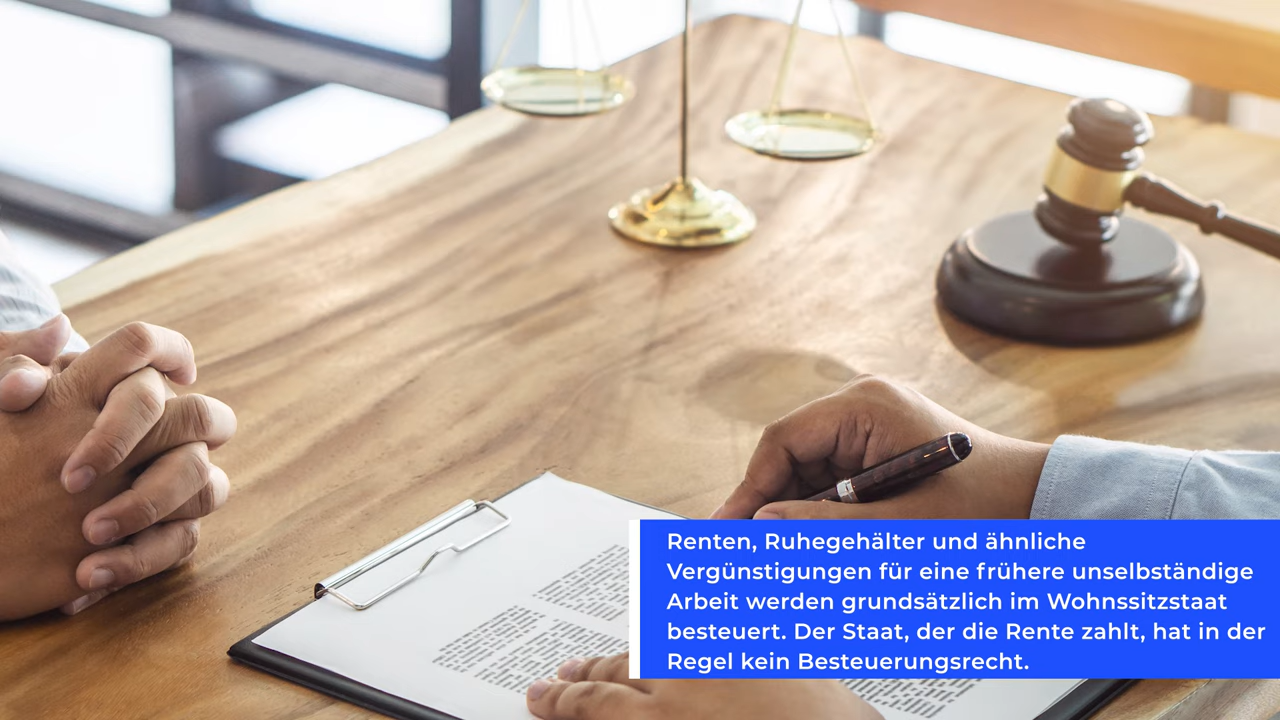 Renten, Ruhegehälter und ähnliche
Vergünstigungen für eine frühere unselbständige
Arbeit werden grundsätzlich im Wohnssitzstaat
besteuert. Der Staat, der die Rente zahlt, hat in der
Regel kein Besteuerungsrecht.